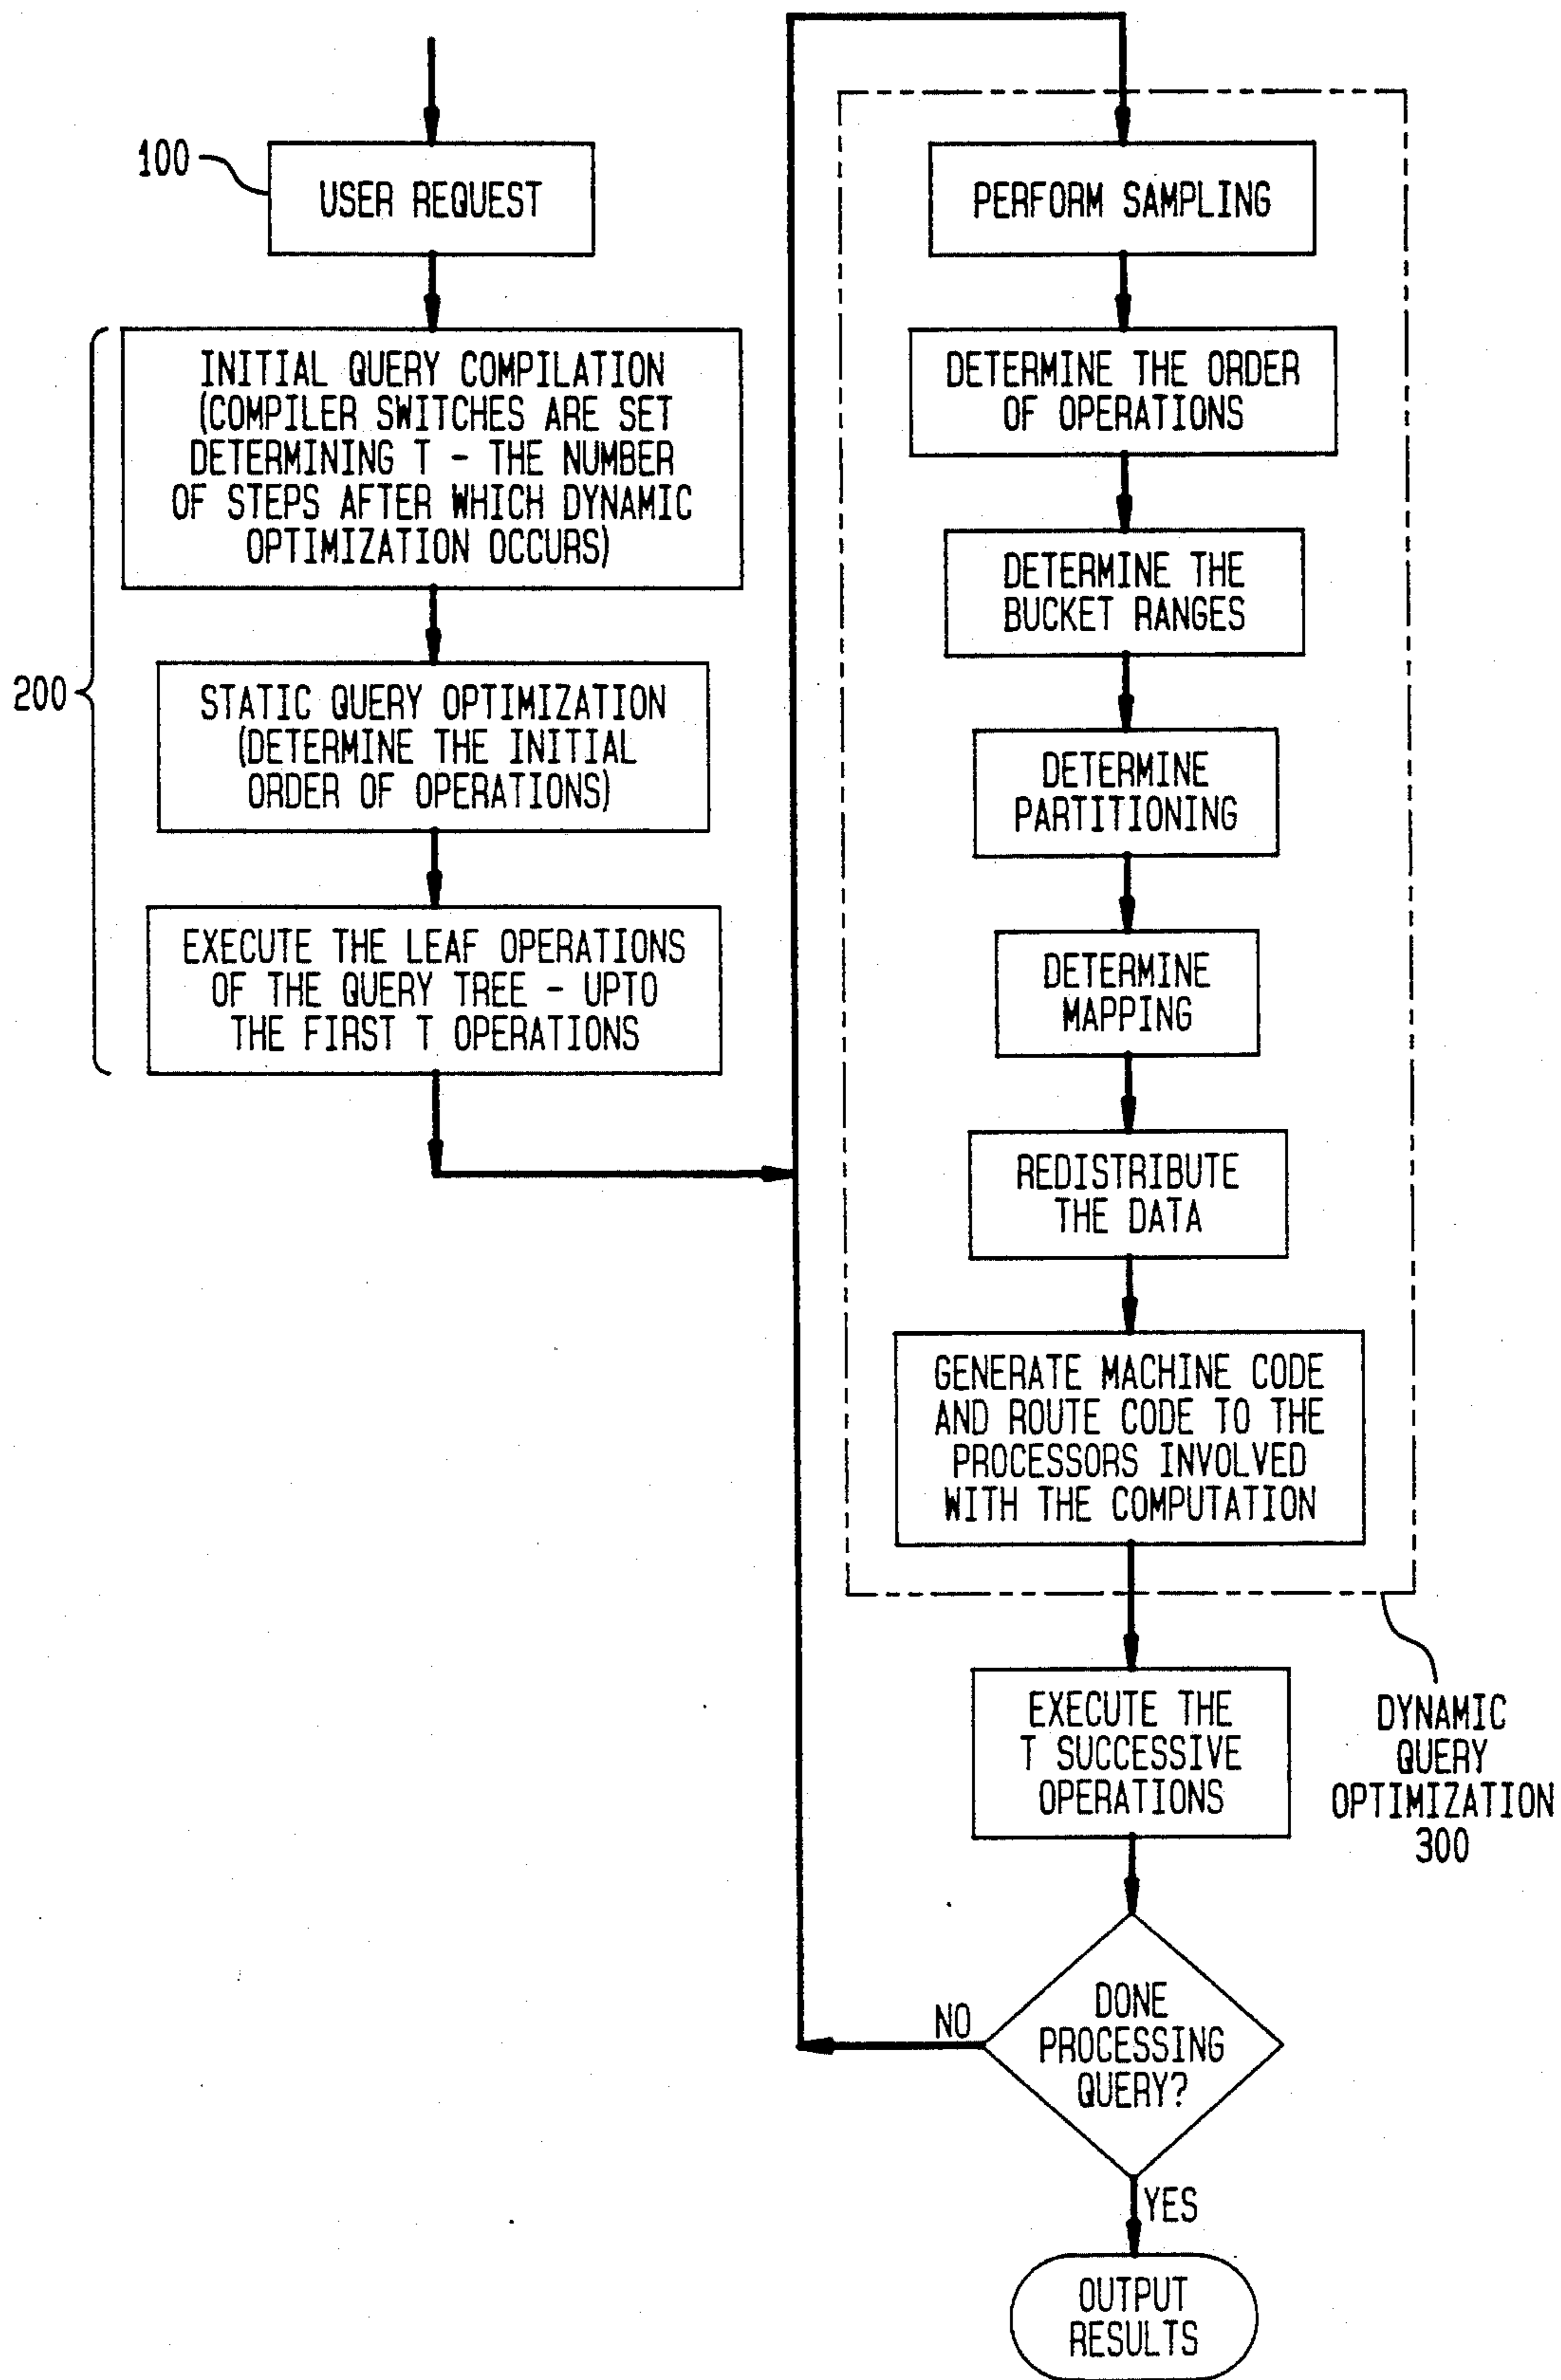 100
USER REQUEST
200
INITIAL QUERY COMPILATION
(COMPILER SWITCHES ARE SET
DETERMINING T - THE NUMBER
OF STEPS AFTER WHICH DYNAMIC
OPTIMIZATION OCCURS)
STATIC QUERY OPTIMIZATION
(DETERMINE THE INITIAL
ORDER OF OPERATIONS)
EXECUTE THE LEAF OPERATIONS
OF THE QUERY TREE - UPTO
THE FIRST T OPERATIONS
PERFORM SAMPLING
DETERMINE THE ORDER
OF OPERATIONS
DETERMINE THE
BUCKET RANGES
DETERMINE
PARTITIONING
DETERMINE
MAPPING
REDISTRIBUTE
THE DATA
GENERATE MACHINE CODE
AND ROUTE CODE TO THE
PROCESSORS INVOLVED
WITH THE COMPUTATION
DYNAMIC
QUERY
OPTIMIZATION
300
EXECUTE THE
T SUCCESSIVE
OPERATIONS
DONE
PROCESSING
QUERY?
NO
YES
OUTPUT
RESULTS